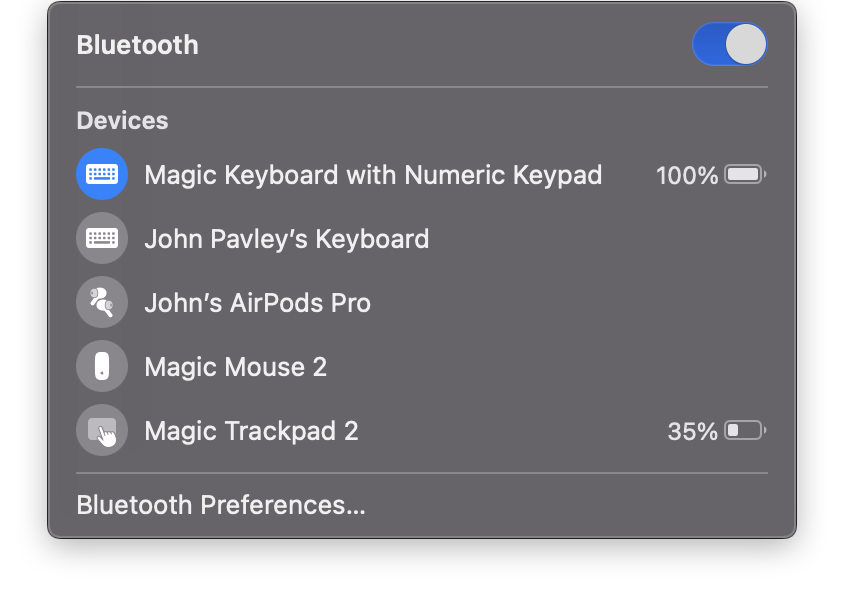 Bluetooth
Devices
Magic Keyboard with Numeric Keypad 100%
John Pavley’s Keyboard
John’s AirPods Pro
Magic Mouse 2
Magic Trackpad 2 35%
Bluetooth Preferences...